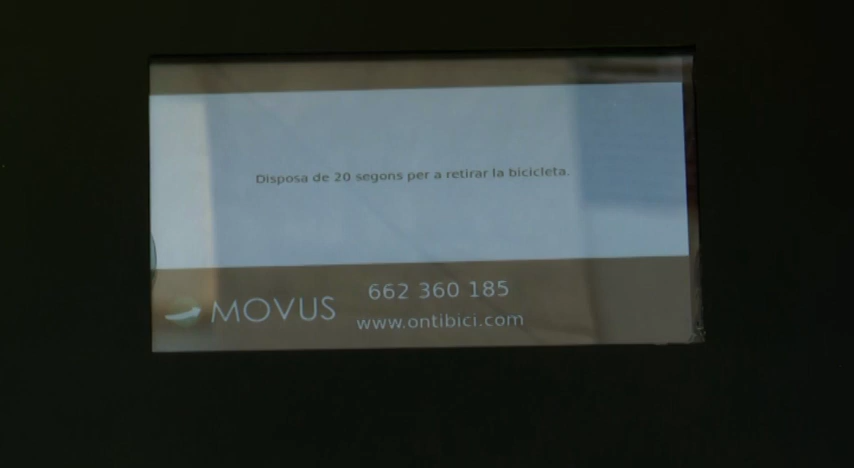 Disposa de 20 segons per a retirar la bicicleta.
662 360 185
MOVUS
www.ontibici.com